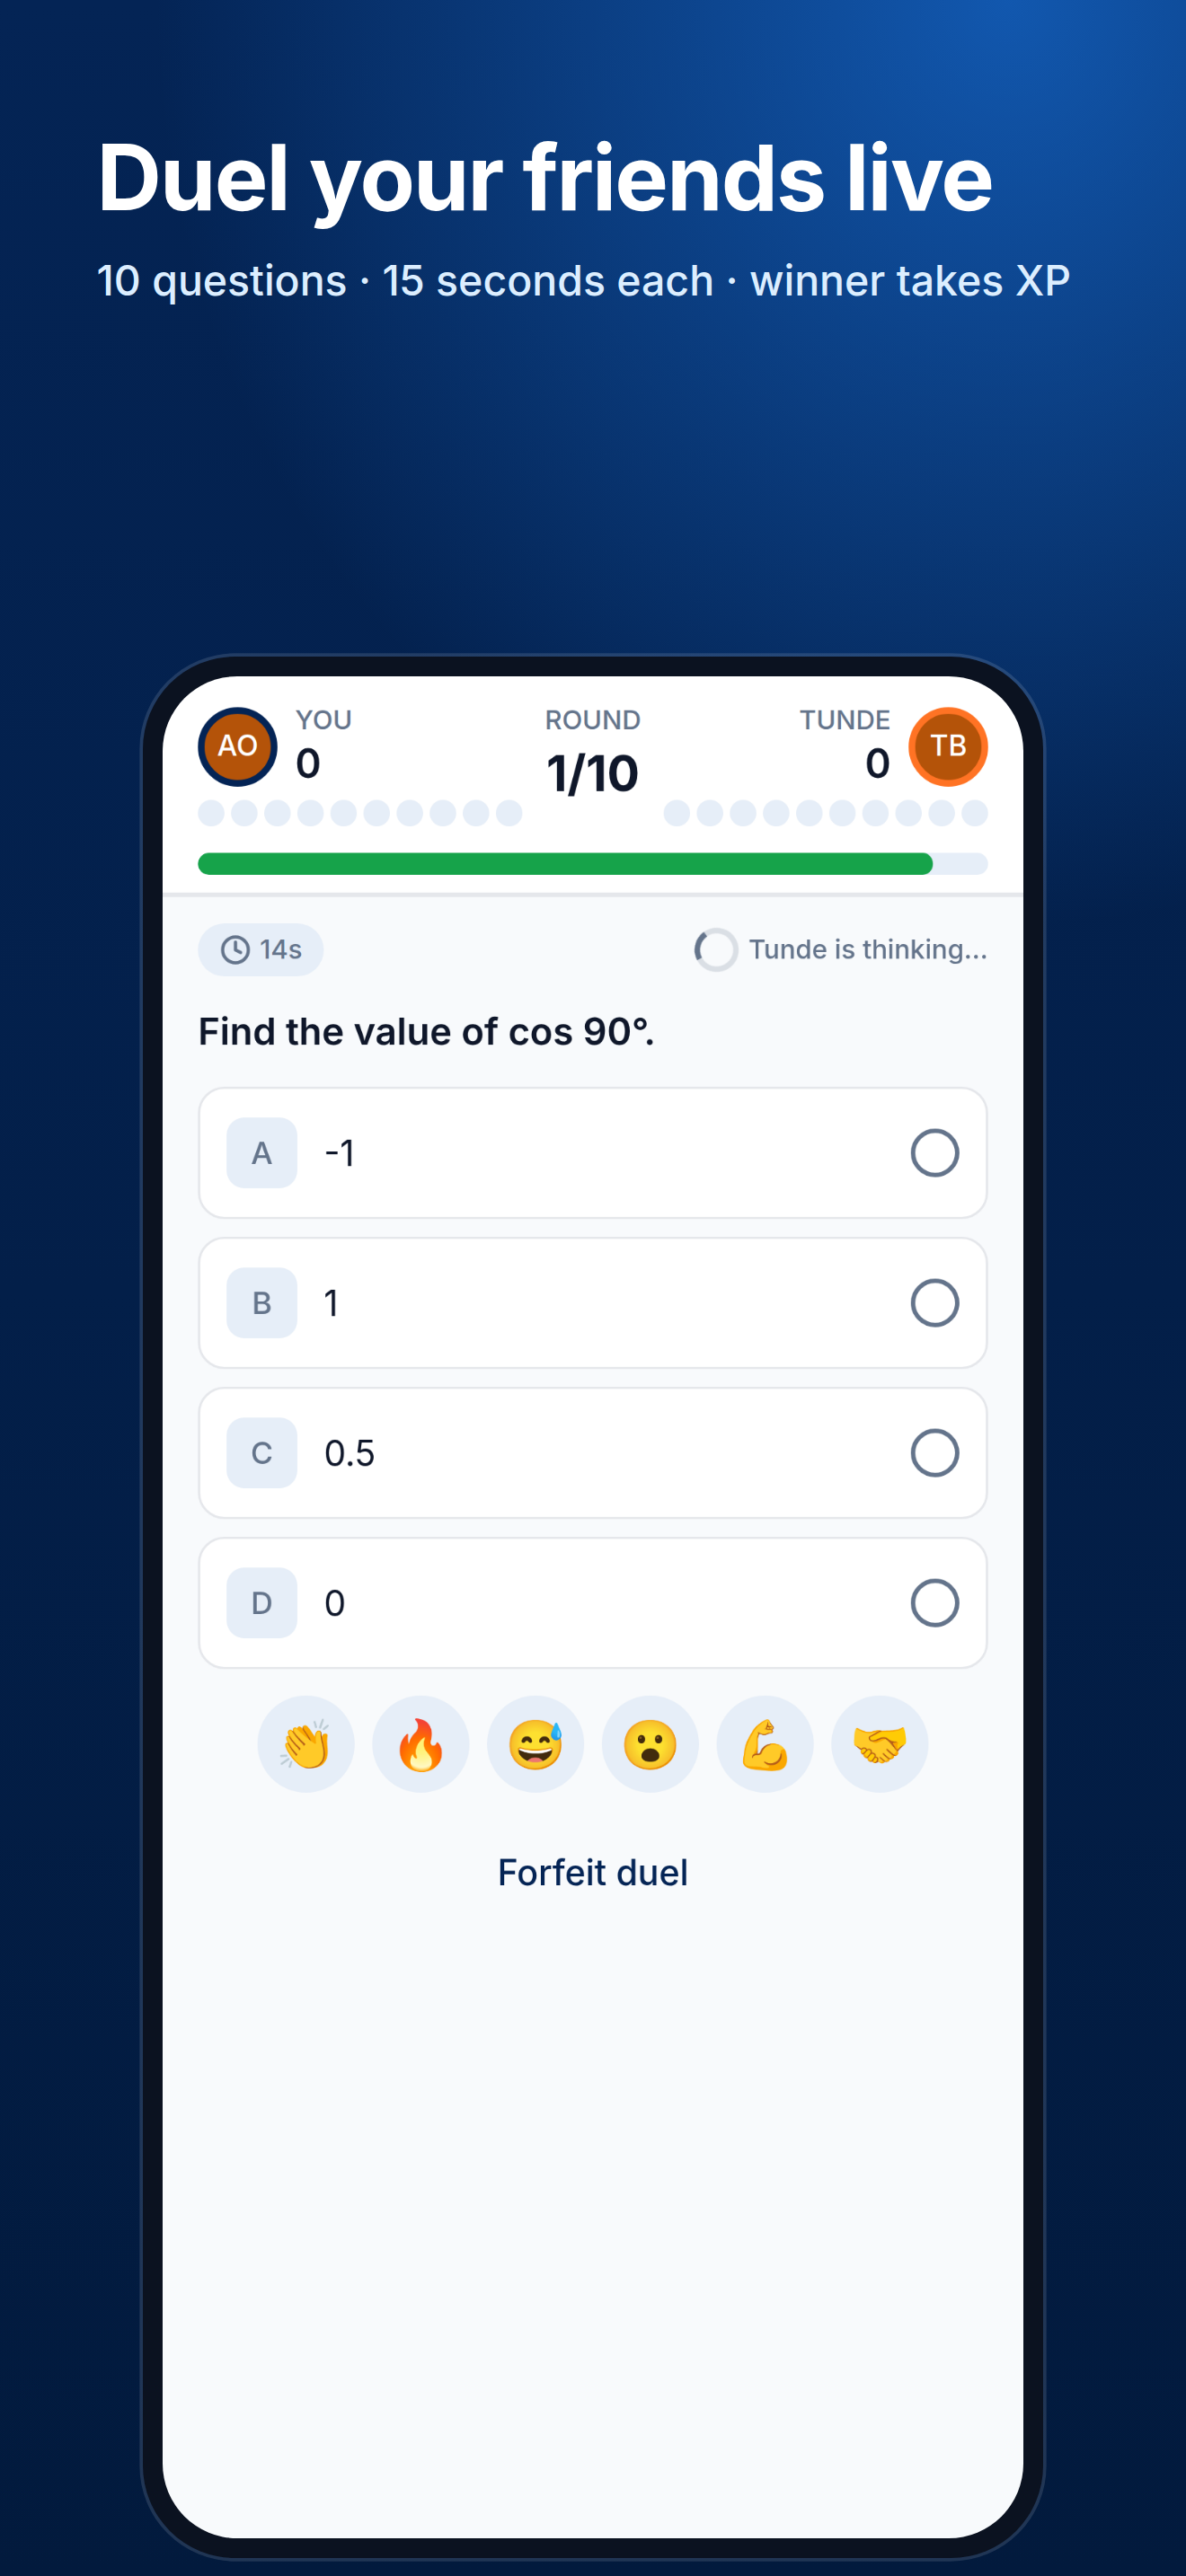 Duel your friends live
10 questions · 15 seconds each · winner takes XP
AO
YOU
0
ROUND
1/10
TUNDE
0
TB
14s
Tunde is thinking...
Find the value of cos 90°.
A -1
B 1
C 0.5
D 0
Forfeit duel